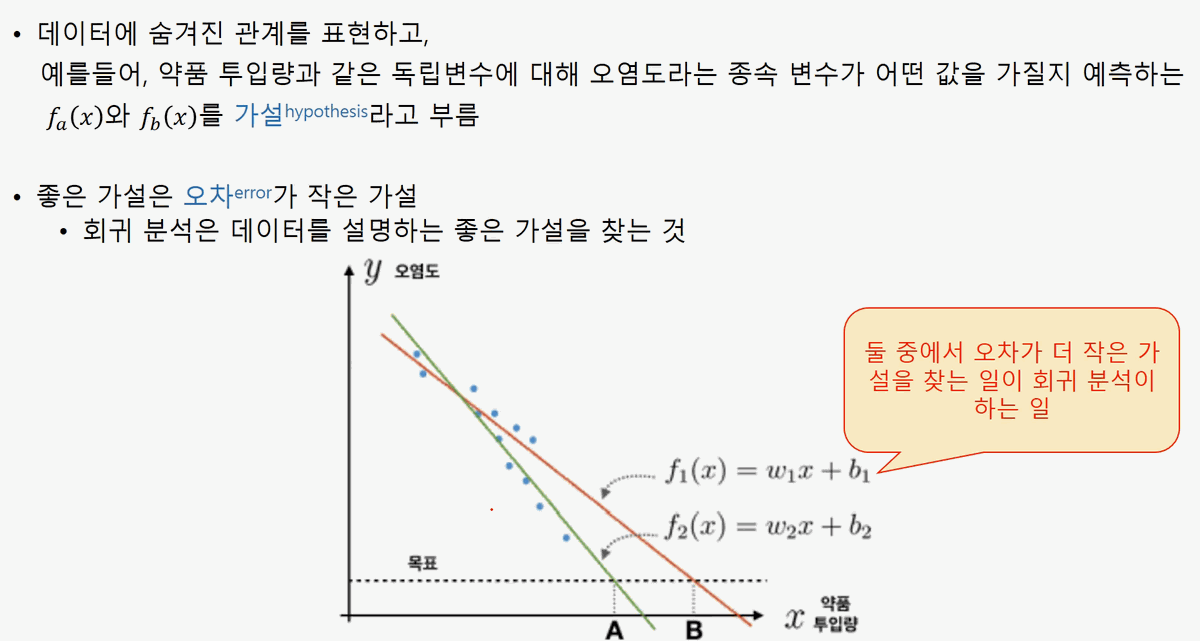 • 데이터에 숨겨진 관계를 표현하고,
예를들어, 약품 투입량과 같은 독립변수에 대해 오염도라는 종속 변수가 어떤 값을 가질지 예측하는
fₐ(x)와 f_b(x)를 가설hypothesis라고 부름
• 좋은 가설은 오차error가 작은 가설
• 회귀 분석은 데이터를 설명하는 좋은 가설을 찾는 것
y 오염도
둘 중에서 오차가 더 작은 가
설을 찾는 일이 회귀 분석이
하는 일
f₁(x) = w₁x + b₁
f₂(x) = w₂x + b₂
목표
A
B
x 약품
투입량